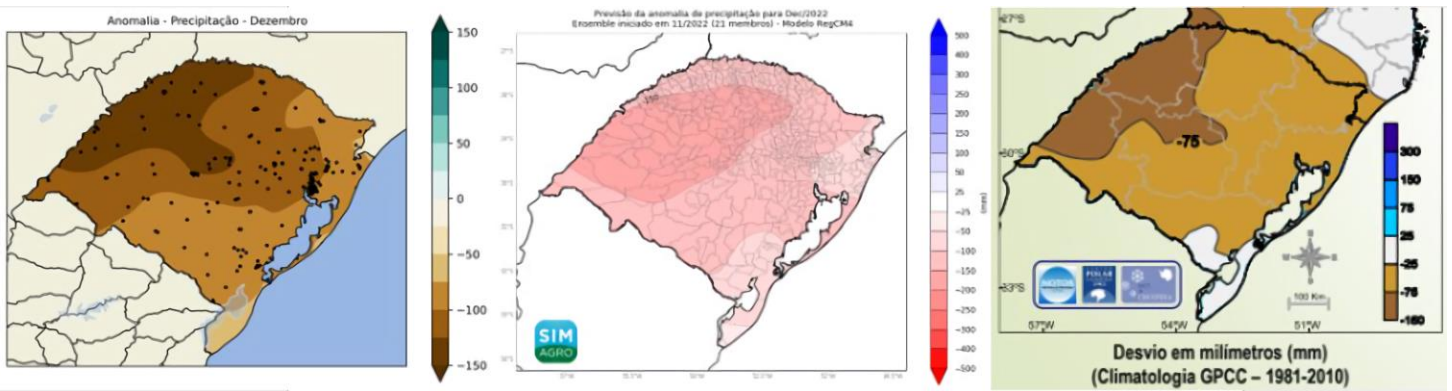 Anomalia - Precipitação - Dezembro
150
100
50
0
−50
−100
−150
Previsão da anomalia de precipitação para Dec/2022
Ensemble iniciado em 11/2022 (21 membros) - Modelo RegCM4
SIM
AGRO
500
400
300
200
150
100
50
25
−25
−50
−100
−150
−200
−250
−300
−400
−500
(mm)
27°S
-75
33°S
57°W
54°W
51°W
100 Km
300
150
75
25
-25
-75
-150
Desvio em milímetros (mm)
(Climatologia GPCC – 1981-2010)